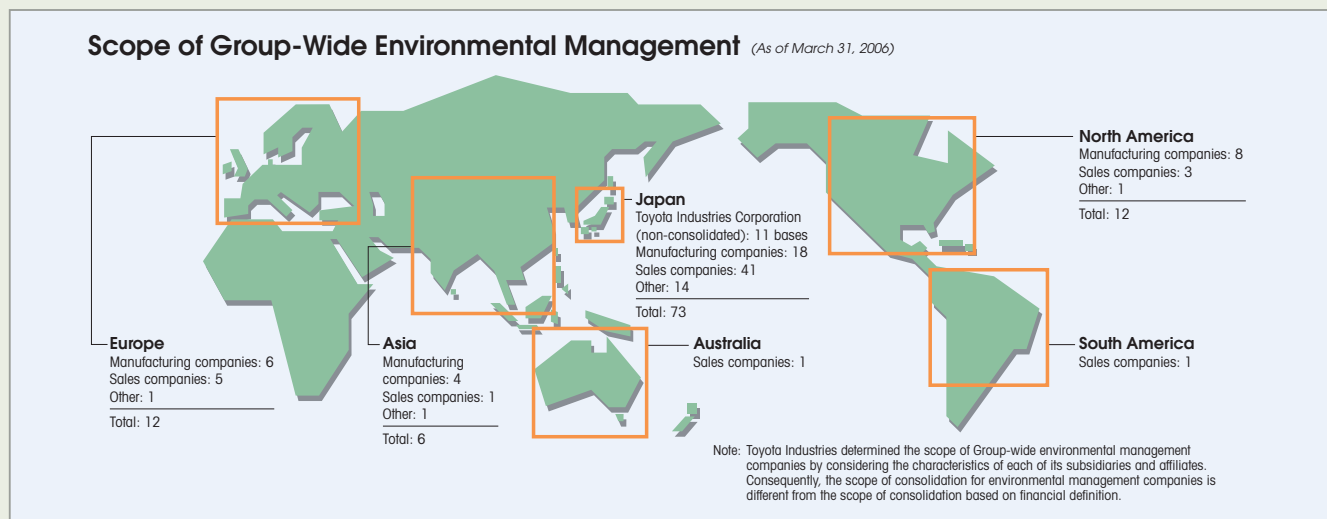 Scope of Group-Wide Environmental Management (As of March 31, 2006)
North America
Manufacturing companies: 8
Sales companies: 3
Other: 1
Total: 12
Japan
Toyota Industries Corporation
(non-consolidated): 11 bases
Manufacturing companies: 18
Sales companies: 41
Other: 14
Total: 73
Europe
Manufacturing companies: 6
Sales companies: 5
Other: 1
Total: 12
Asia
Manufacturing
companies: 4
Sales companies: 1
Other: 1
Total: 6
Australia
Sales companies: 1
South America
Sales companies: 1
Note: Toyota Industries determined the scope of Group-wide environmental management
companies by considering the characteristics of each of its subsidiaries and affiliates.
Consequently, the scope of consolidation for environmental management companies is
different from the scope of consolidation based on financial definition.